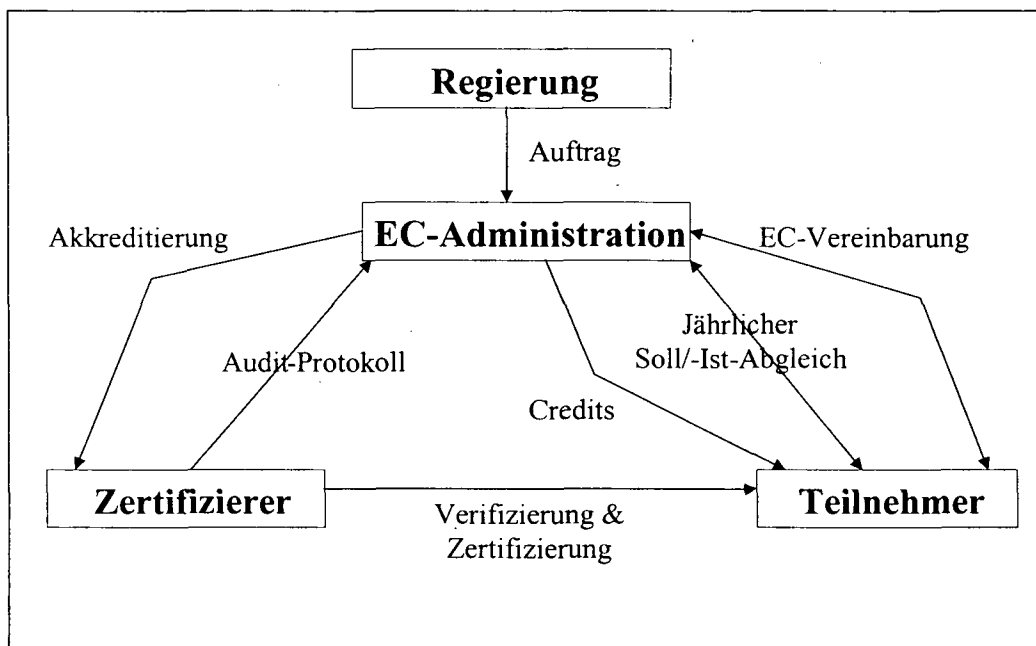 Regierung
Auftrag
EC-Administration
Akkreditierung
EC-Vereinbarung
Jährlicher
Soll/-Ist-Abgleich
Audit-Protokoll
Credits
Zertifizierer
Teilnehmer
Verifizierung &
Zertifizierung